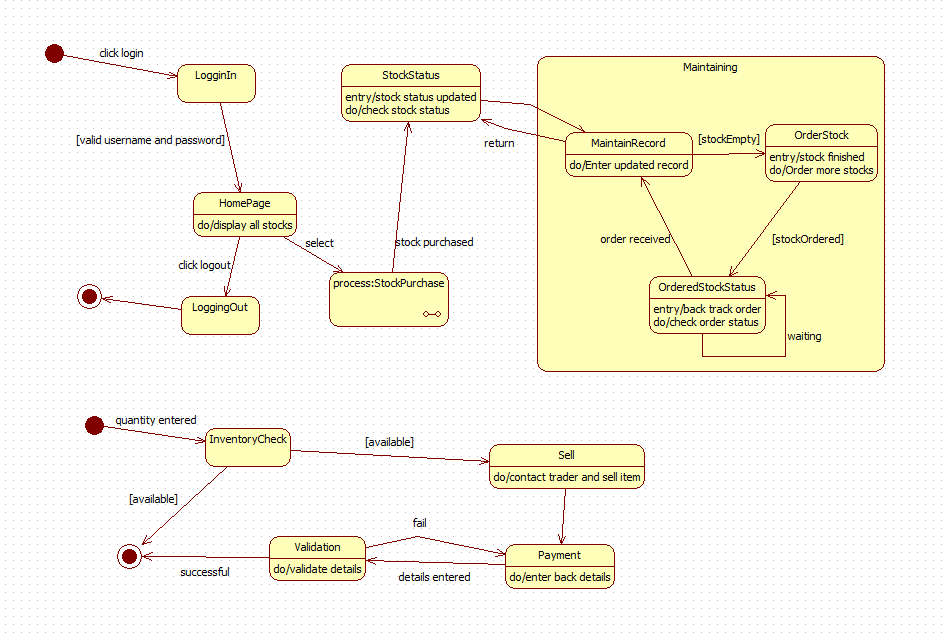 click login
LogginIn
[valid username and password]
HomePage
do/display all stocks
click logout
select
LoggingOut
process:StockPurchase
stock purchased
StockStatus
entry/stock status updated
do/check stock status
return
Maintaining
MaintainRecord
do/Enter updated record
[stockEmpty]
OrderStock
entry/stock finished
do/Order more stocks
order received
[stockOrdered]
OrderedStockStatus
entry/back track order
do/check order status
waiting
quantity entered
InventoryCheck
[available]
Sell
do/contact trader and sell item
[available]
fail
Validation
do/validate details
Payment
do/enter back details
successful
details entered